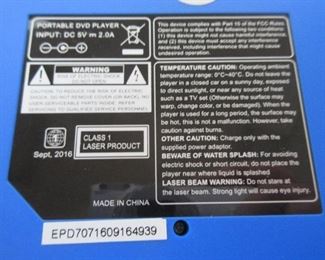 PORTABLE DVD PLAYER
INPUT: DC 5V 2.0A
WARNING
RISK OF ELECTRIC SHOCK
DO NOT OPEN
WARNING: TO REDUCE THE RISK OF ELECTRIC
SHOCK, DO NOT REMOVE COVER (OR BACK). NO
USER-SERVICEABLE PARTS INSIDE. REFER
SERVICING TO QUALIFIED SERVICE PERSONNEL.
Sept, 2016
CLASS 1
LASER PRODUCT
MADE IN CHINA
EPD7071609164939
This device complies with Part 15 of the FCC Rules.
Operation is subject to the following two conditions:
(1) this device may not cause harmful interference,
and (2) this device must accept any interference
received, including interference that may cause
undesired operation.
TEMPERATURE CAUTION: Operating ambient
temperature range: 0°C~40°C. Do not leave the
player in a closed car on a sunny day, exposed
to direct sunlight, or near any source of heat
such as a TV set (Otherwise the outside surface may
warp, change color, or be damaged). When the
player is used for a long period, the surface may
be hot, this is not a malfunction. However, take
caution against burns.
OTHER CAUTION: Charge only with the
supplied power adaptor.
BEWARE OF WATER SPLASH: For avoiding
electric shock or short circuit, do not place the
player near where liquid is splashed
LASER BEAM WARNING: Do not stare at
the laser beam. Strong light will cause eye injury.